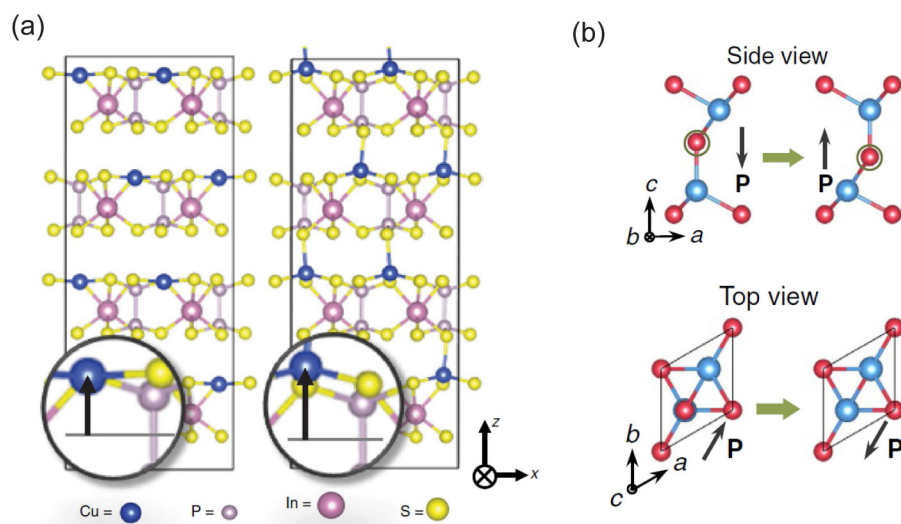 (a)
z
x
Cu =
P =
In =
S =
(b)
Side view
P
P
c
b
a
Top view
P
P
b
a
c